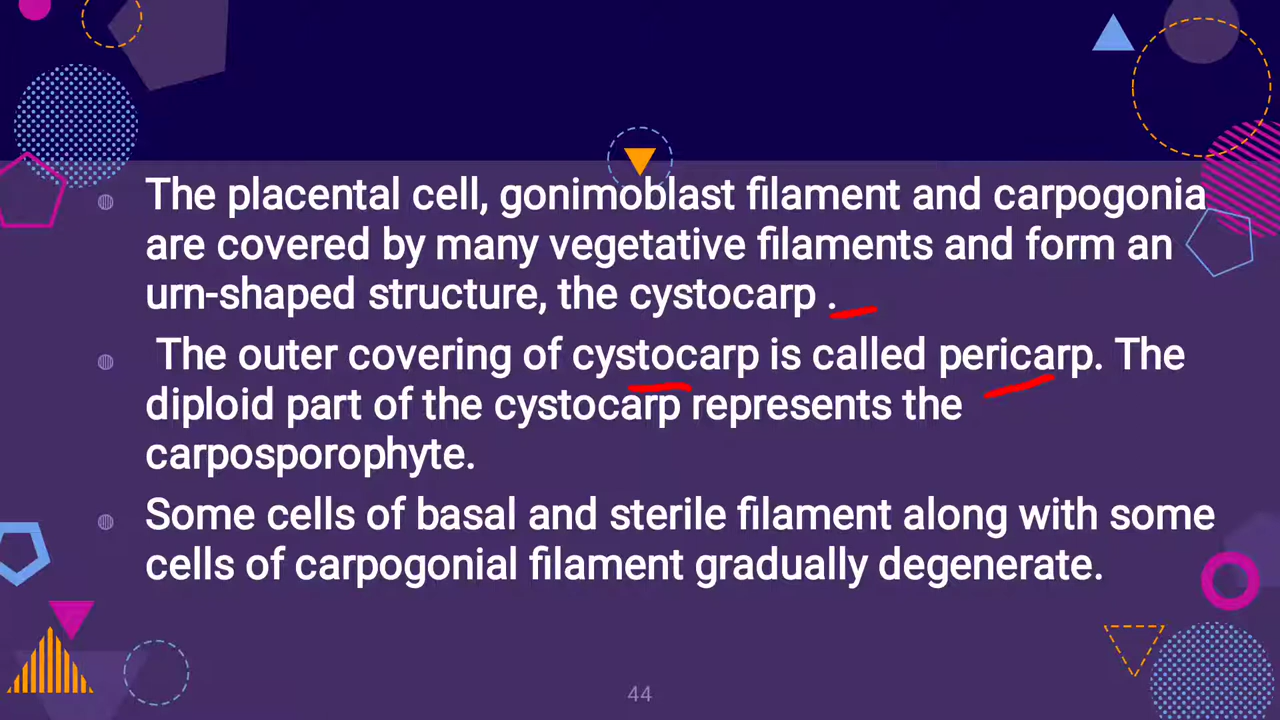 The placental cell, gonimoblast filament and carpogonia
are covered by many vegetative filaments and form an
urn-shaped structure, the cystocarp .
The outer covering of cystocarp is called pericarp. The
diploid part of the cystocarp represents the
carposporophyte.
Some cells of basal and sterile filament along with some
cells of carpogonial filament gradually degenerate.
44